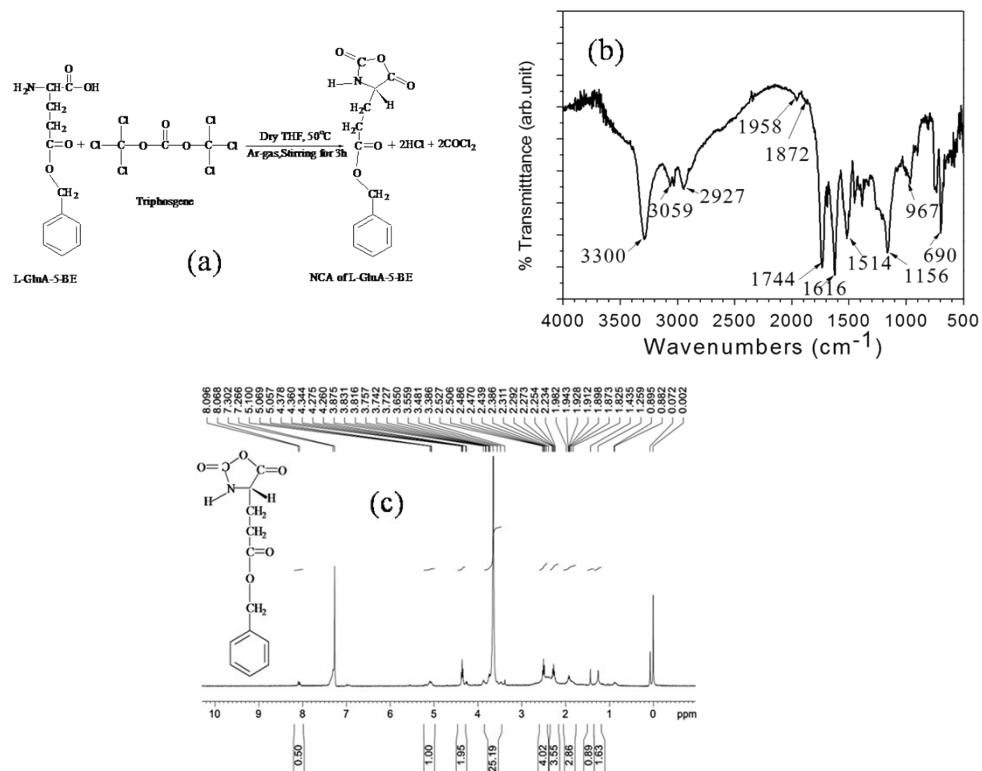 H₂N—CH—C—OH
O
CH₂
CH₂
C=O
O
CH₂
+
Cl Cl
Cl—C—O—C—O—C—Cl
O
Cl Cl
Triphosgene
Dry THF, 50°C
Ar-gas,Stirring for 3h
O=C O C=O
H—N
H
H₂C
H₂C
C=O
O
CH₂
+ 2HCl + 2COCl₂
L-GluA-5-BE
(a)
NCA of L-GluA-5-BE
(b)
% Transmittance (arb.unit)
1958
1872
3059
2927
967
3300
1514
690
1744
1156
1616
4000 3500 3000 2500 2000 1500 1000 500
Wavenumbers (cm⁻¹)
8.096
8.068
7.302
7.266
5.100
5.069
5.057
4.378
4.360
4.344
4.275
4.260
3.875
3.831
3.816
3.757
3.742
3.727
3.650
3.559
3.481
3.386
2.527
2.506
2.486
2.470
2.439
2.386
2.311
2.292
2.273
2.254
2.234
1.982
1.943
1.928
1.912
1.898
1.873
1.825
1.435
1.259
0.895
0.882
0.072
0.002
O=C O C=O
H N H
CH₂
CH₂
C=O
O
CH₂
(c)
10 9 8 7 6 5 4 3 2 1 0 ppm
0.50
1.00
1.95
25.19
4.02
3.55
2.86
0.89
1.63